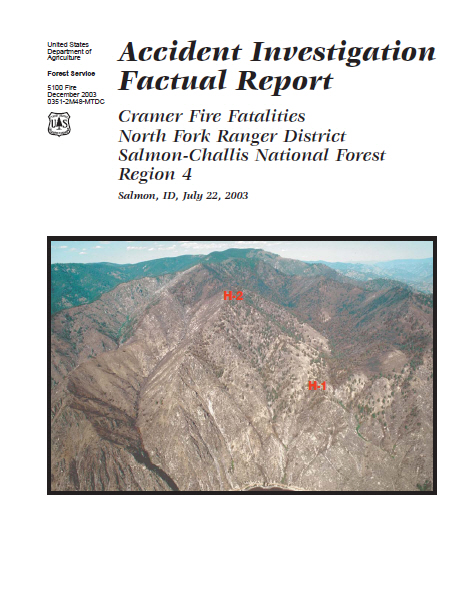 United States
Department of
Agriculture
Forest Service
5100 Fire
December 2003
0351-2M48-MTDC
Accident Investigation
Factual Report
Cramer Fire Fatalities
North Fork Ranger District
Salmon-Challis National Forest
Region 4
Salmon, ID, July 22, 2003
U S
H-2
H-1